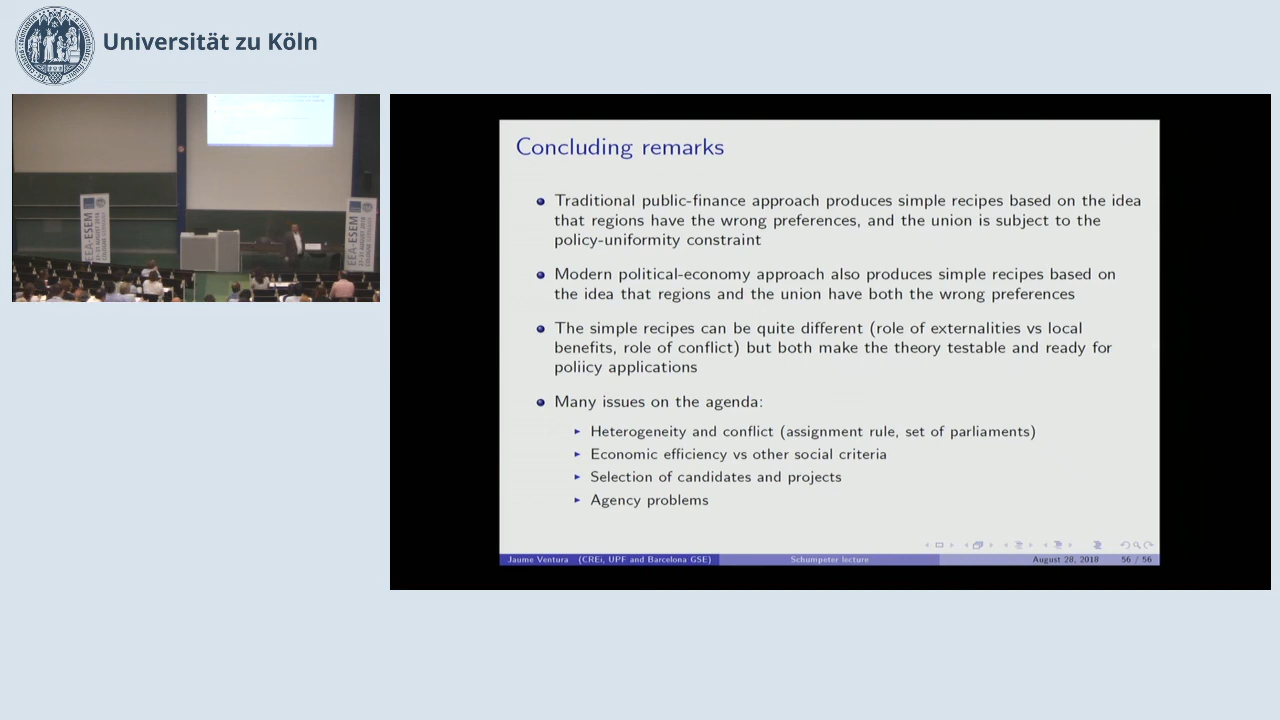 Universität zu Köln
EEA-ESEM
EEA-ESEM
Concluding remarks
Traditional public-finance approach produces simple recipes based on the idea
that regions have the wrong preferences, and the union is subject to the
policy-uniformity constraint
Modern political-economy approach also produces simple recipes based on
the idea that regions and the union have both the wrong preferences
The simple recipes can be quite different (role of externalities vs local
benefits, role of conflict) but both make the theory testable and ready for
poliicy applications
Many issues on the agenda:
Heterogeneity and conflict (assignment rule, set of parliaments)
Economic efficiency vs other social criteria
Selection of candidates and projects
Agency problems
Jaume Ventura (CREi, UPF and Barcelona GSE) Schumpeter lecture August 28, 2018 56 / 56